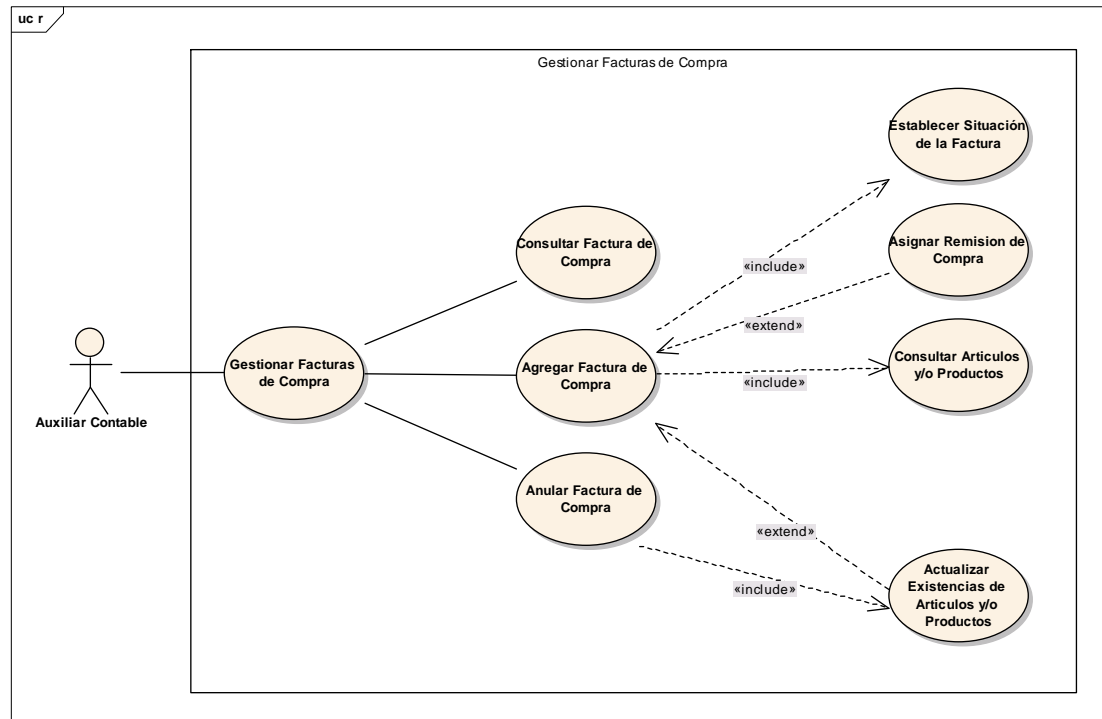 uc r
Gestionar Facturas de Compra
Establecer Situación
de la Factura
Consultar Factura de
Compra
Asignar Remision de
Compra
«include»
«extend»
Gestionar Facturas
de Compra
Agregar Factura de
Compra
Consultar Articulos
y/o Productos
«include»
Auxiliar Contable
Anular Factura de
Compra
«extend»
«include»
Actualizar
Existencias de
Articulos y/o
Productos